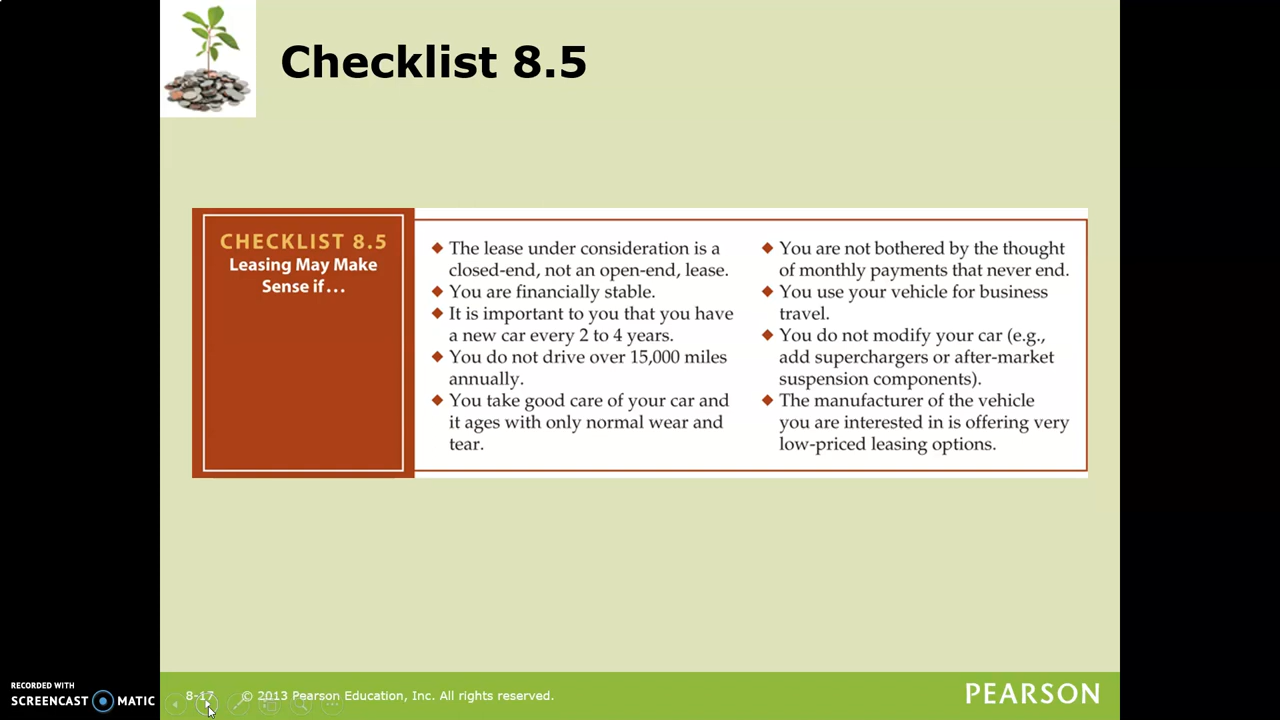 Checklist 8.5
CHECKLIST 8.5
Leasing May Make
Sense if...
◆ The lease under consideration is a
closed-end, not an open-end, lease.
◆ You are financially stable.
◆ It is important to you that you have
a new car every 2 to 4 years.
◆ You do not drive over 15,000 miles
annually.
◆ You take good care of your car and
it ages with only normal wear and
tear.
◆ You are not bothered by the thought
of monthly payments that never end.
◆ You use your vehicle for business
travel.
◆ You do not modify your car (e.g.,
add superchargers or after-market
suspension components).
◆ The manufacturer of the vehicle
you are interested in is offering very
low-priced leasing options.
RECORDED WITH
SCREENCAST MATIC
8-17 © 2013 Pearson Education, Inc. All rights reserved.
PEARSON